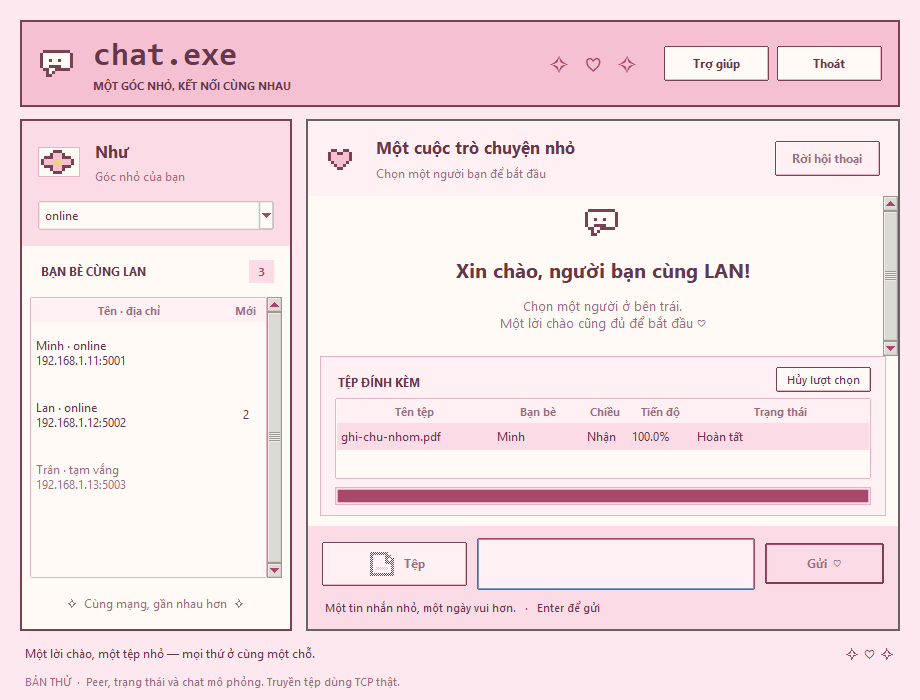 chat.exe
MỘT GÓC NHỎ, KẾT NỐI CÙNG NHAU
Trợ giúp
Thoát
Như
Góc nhỏ của bạn
online
BẠN BÈ CÙNG LAN
3
Tên · địa chỉ
Mới
Minh · online
192.168.1.11:5001
Lan · online
192.168.1.12:5002
2
Trân · tạm vắng
192.168.1.13:5003
✧ Cùng mạng, gần nhau hơn ✧
Một cuộc trò chuyện nhỏ
Chọn một người bạn để bắt đầu
Rời hội thoại
Xin chào, người bạn cùng LAN!
Chọn một người ở bên trái.
Một lời chào cũng đủ để bắt đầu ♡
TỆP ĐÍNH KÈM
Hủy lượt chọn
Tên tệp Bạn bè Chiều Tiến độ Trạng thái
ghi-chu-nhom.pdf Minh Nhận 100.0% Hoàn tất
Tệp
Gửi ♡
Một tin nhắn nhỏ, một ngày vui hơn. · Enter để gửi
Một lời chào, một tệp nhỏ — mọi thứ ở cùng một chỗ.
BẢN THỬ · Peer, trạng thái và chat mô phỏng. Truyền tệp dùng TCP thật.